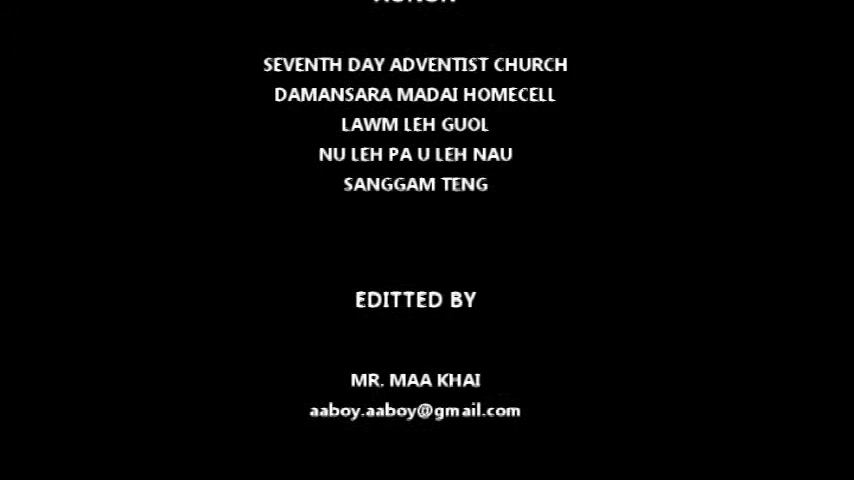 SEVENTH DAY ADVENTIST CHURCH
DAMANSARA MADAI HOMECELL
LAWM LEH GUOL
NU LEH PA U LEH NAU
SANGGAM TENG
EDITTED BY
MR. MAA KHAI
aaboy.aaboy@gmail.com